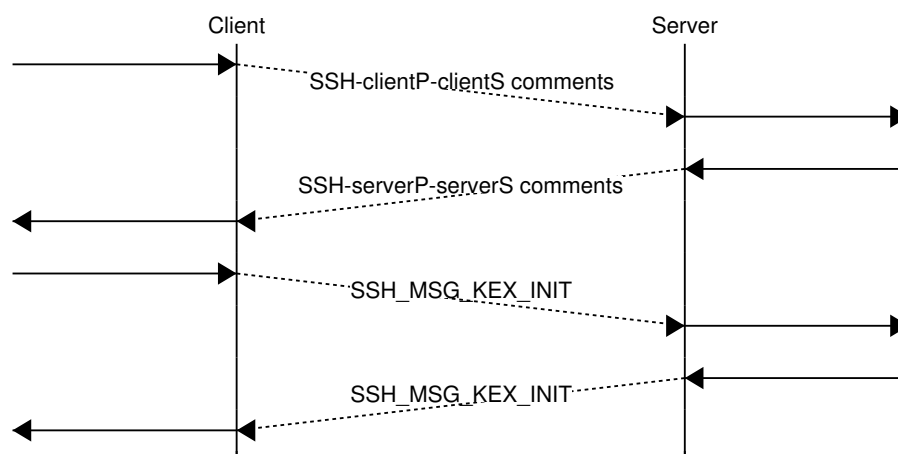 Client
Server
SSH-clientP-clientS comments
SSH-serverP-serverS comments
SSH_MSG_KEX_INIT
SSH_MSG_KEX_INIT